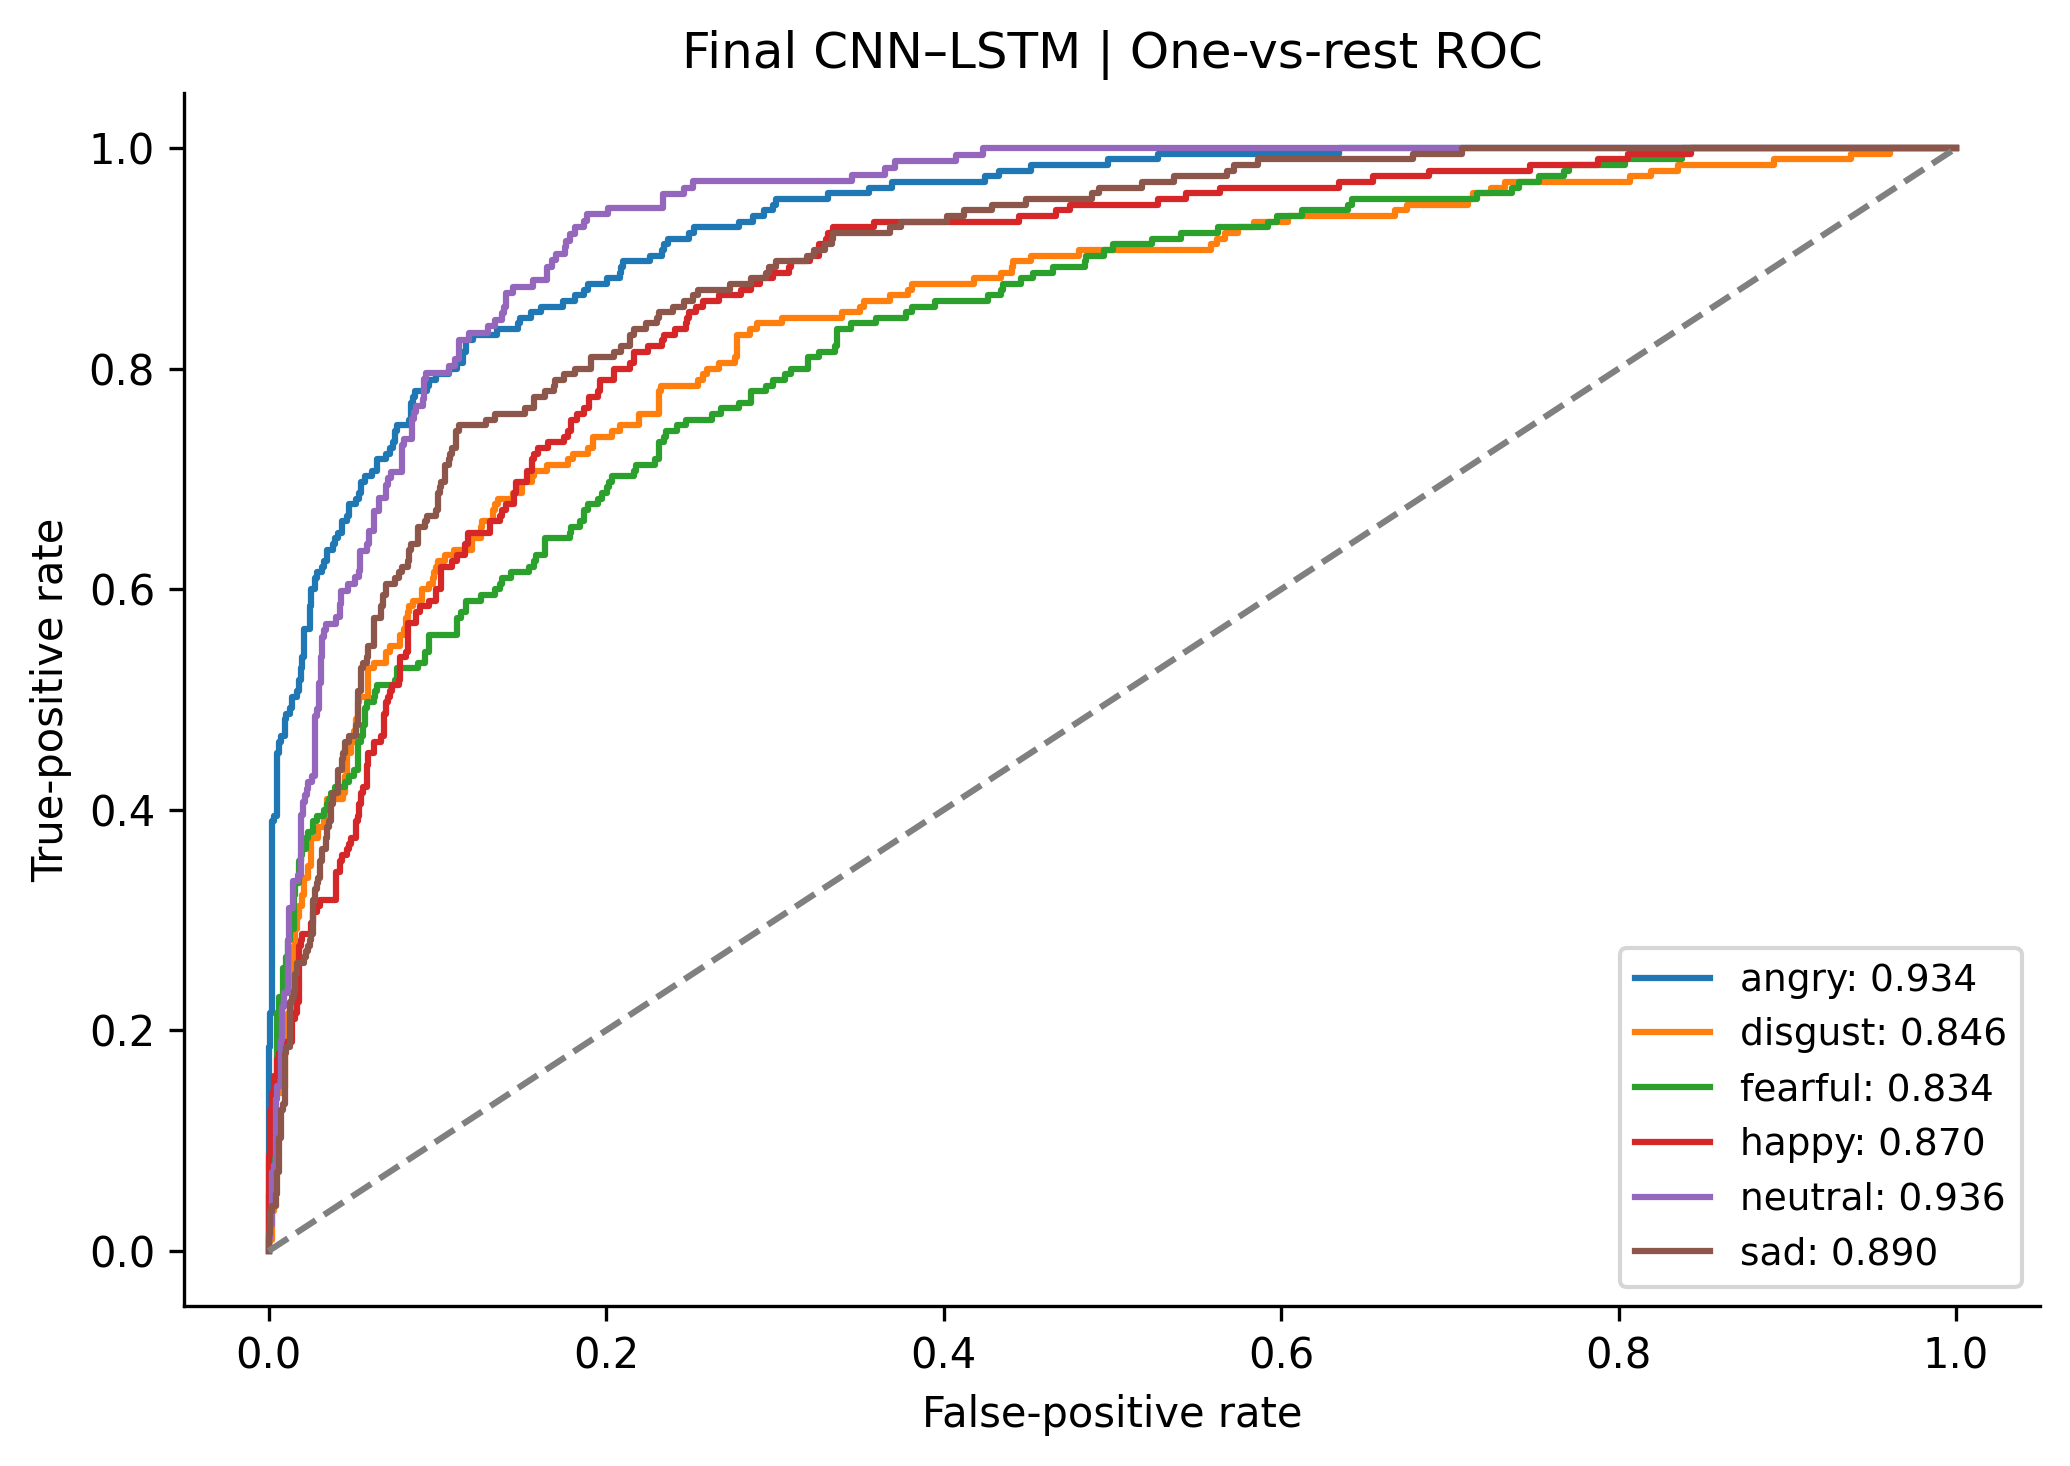 Final CNN–LSTM | One-vs-rest ROC
1.0
0.8
0.6
0.4
0.2
0.0
True-positive rate
0.0 0.2 0.4 0.6 0.8 1.0
False-positive rate
angry: 0.934
disgust: 0.846
fearful: 0.834
happy: 0.870
neutral: 0.936
sad: 0.890